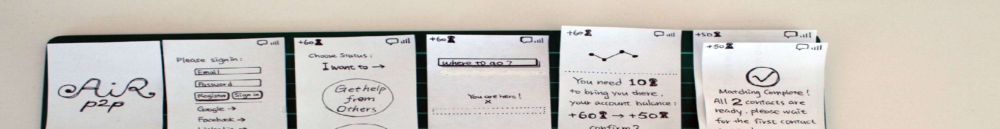 AiR
p2p
Please sign in:
Email
Password
Register Sign in
Google →
Facebook →
+60
Choose Status:
I want to →
Get help
from
Others
+60
where to go?
You are here!
x
+60
You need 10
to bring you there,
your account balance:
+60 → +50
confirm?
+50
+50
Matching Complete!
All 2 contacts are
ready. please wait
for the first contact